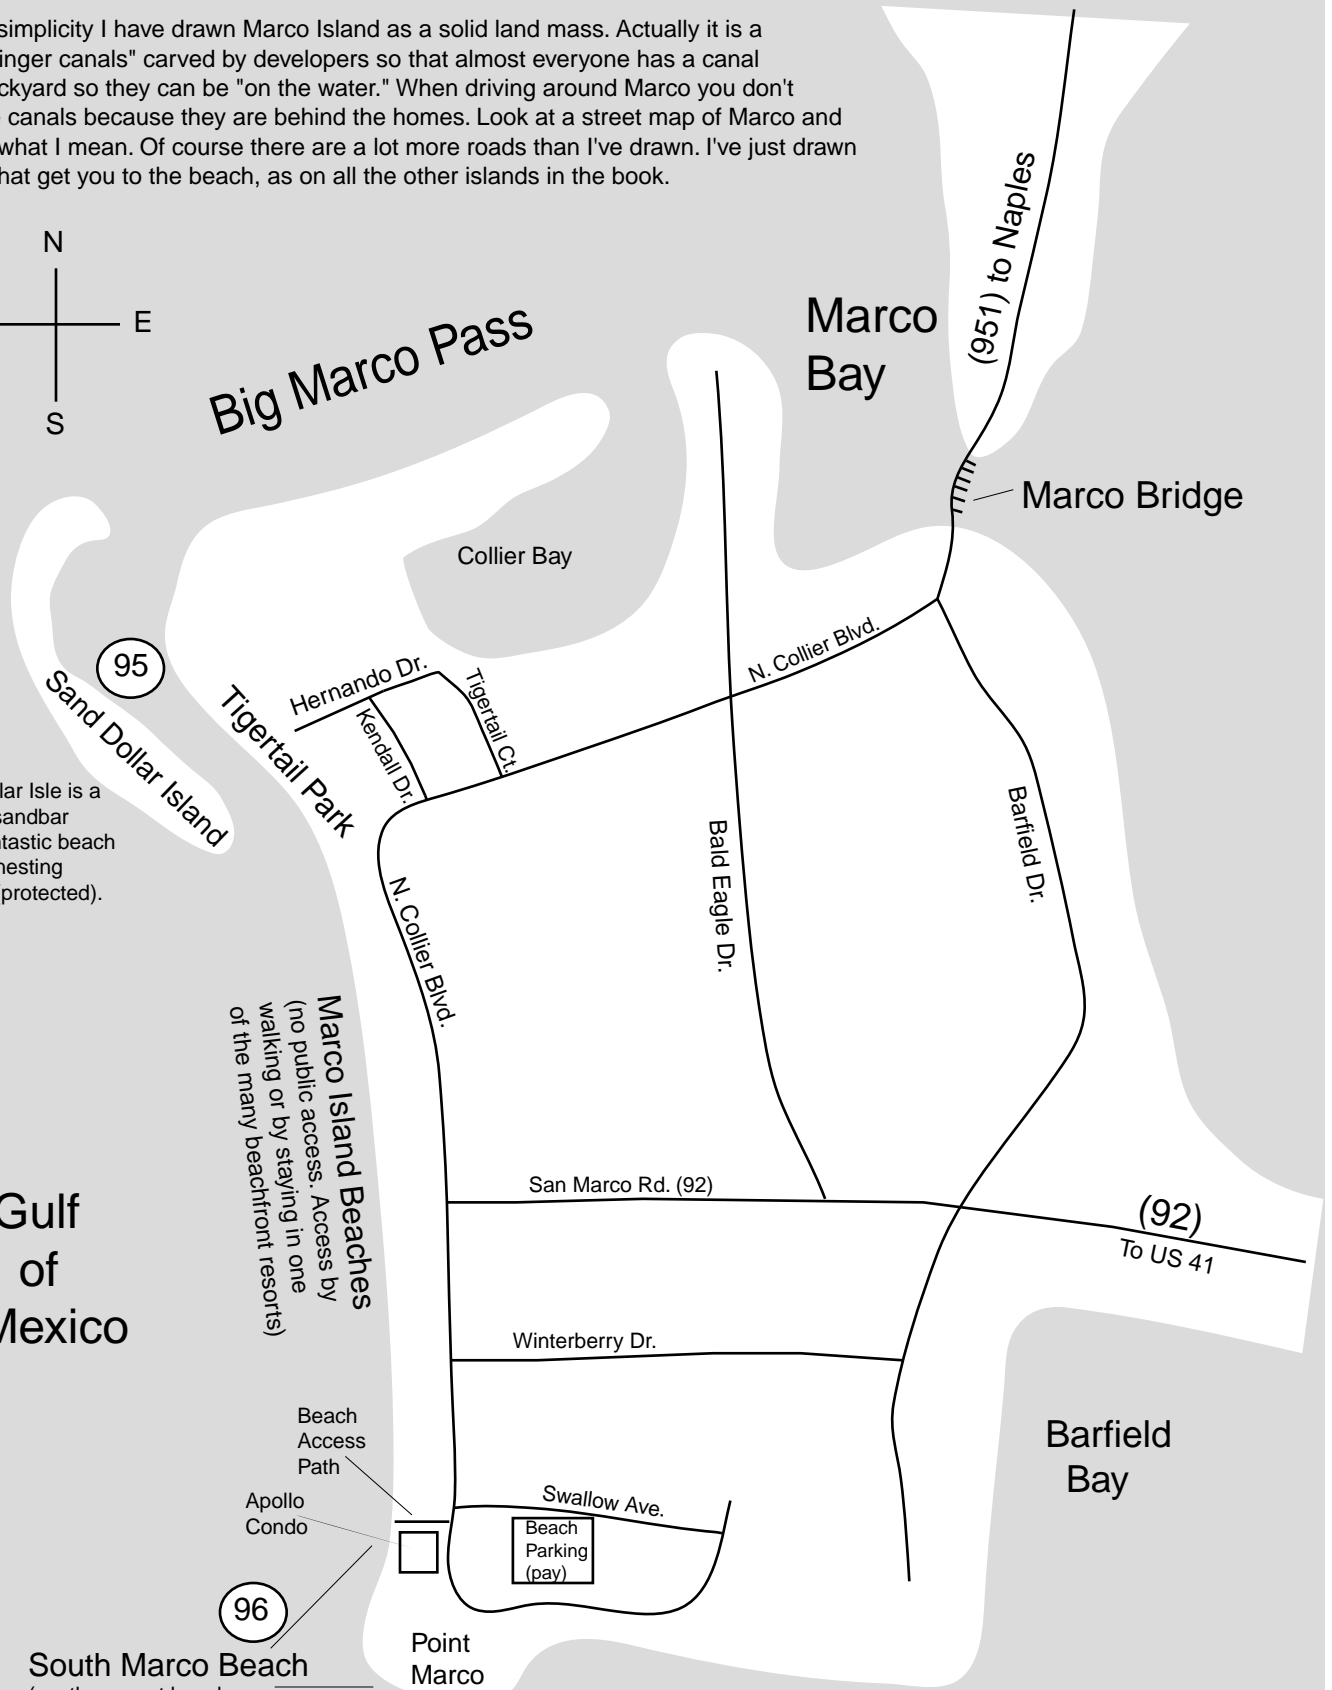 simplicity I have drawn Marco Island as a solid land mass. Actually it is a
inger canals" carved by developers so that almost everyone has a canal
ckyard so they can be "on the water." When driving around Marco you don't
canals because they are behind the homes. Look at a street map of Marco and
what I mean. Of course there are a lot more roads than I've drawn. I've just drawn
hat get you to the beach, as on all the other islands in the book.
N
E
S
Big Marco Pass
Marco
Bay
(951) to Naples
Marco Bridge
Collier Bay
95
Sand Dollar Island
Tigertail Park
Hernando Dr.
Kendall Dr.
Tigertail Ct.
N. Collier Blvd.
lar Isle is a
sandbar
ntastic beach
nesting
(protected).
N. Collier Blvd.
Bald Eagle Dr.
Barfield Dr.
Marco Island Beaches
(no public access. Access by
walking or by staying in one
of the many beachfront resorts)
Gulf
of
Mexico
San Marco Rd. (92)
(92)
To US 41
Winterberry Dr.
Beach
Access
Path
Apollo
Condo
Swallow Ave.
Beach
Parking
(pay)
Barfield
Bay
96
South Marco Beach
Point
Marco